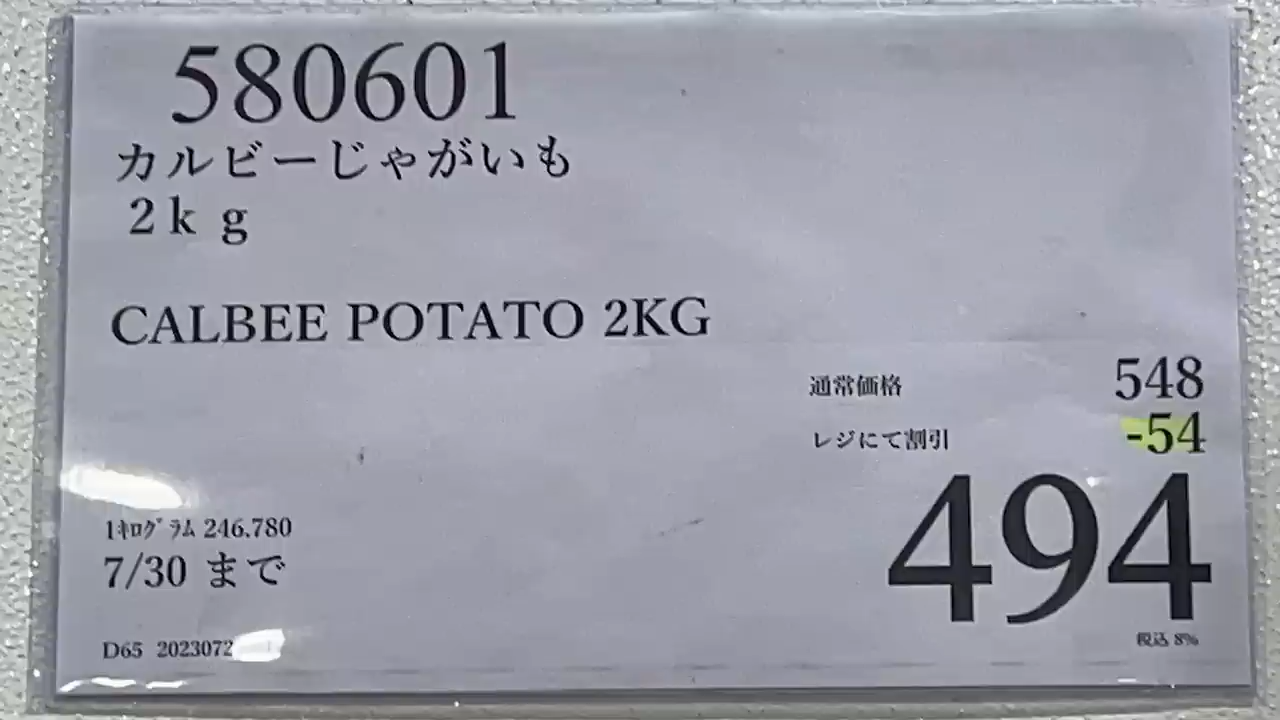 580601
カルビーじゃがいも
2kg
CALBEE POTATO 2KG
通常価格 548
レジにて割引 -54
494
税込 8%
1ｷﾛｸﾞﾗﾑ 246.780
7/30 まで
D65 2023072